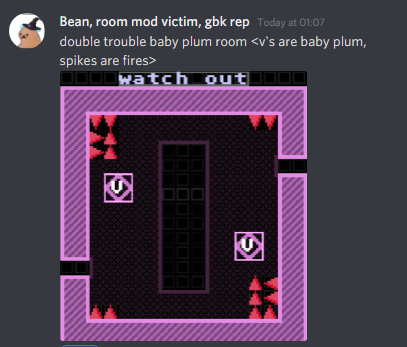 Bean, room mod victim, gbk rep Today at 01:07
double trouble baby plum room <v's are baby plum,
spikes are fires>
watch out
V
V